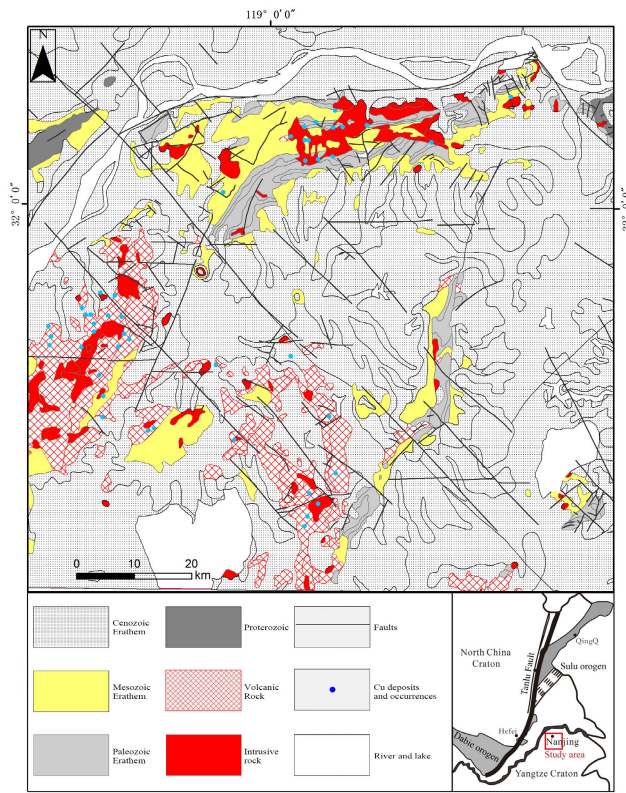 119° 0′ 0″
N
32° 0′ 0″
0 10 20
km
Cenozoic
Erathem
Proterozoic
Faults
Mesozoic
Erathem
Volcanic
Rock
Cu deposits
and occurrences
Paleozoic
Erathem
Intrusive
rock
River and lake
North China
Craton
Tanlu Fault
QingQ
Sulu orogen
Hefei
Nanjing
Study area
Dabie orogen
Yangtze Craton